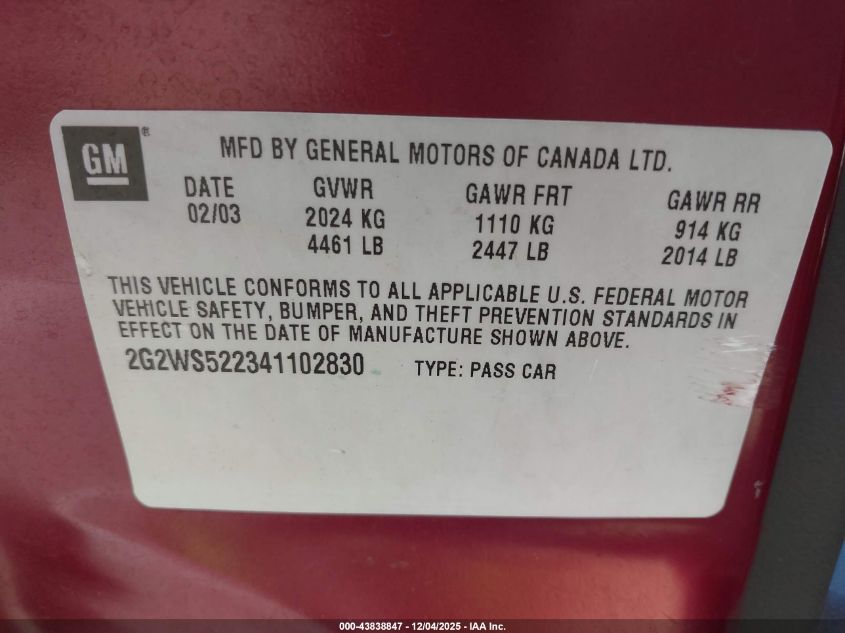 GM®
MFD BY GENERAL MOTORS OF CANADA LTD.
DATE GVWR GAWR FRT GAWR RR
02/03 2024 KG 1110 KG 914 KG
4461 LB 2447 LB 2014 LB
THIS VEHICLE CONFORMS TO ALL APPLICABLE U.S. FEDERAL MOTOR
VEHICLE SAFETY, BUMPER, AND THEFT PREVENTION STANDARDS IN
EFFECT ON THE DATE OF MANUFACTURE SHOWN ABOVE.
2G2WS522341102830 TYPE: PASS CAR
000-43838847 - 12/04/2025 - IAA Inc.